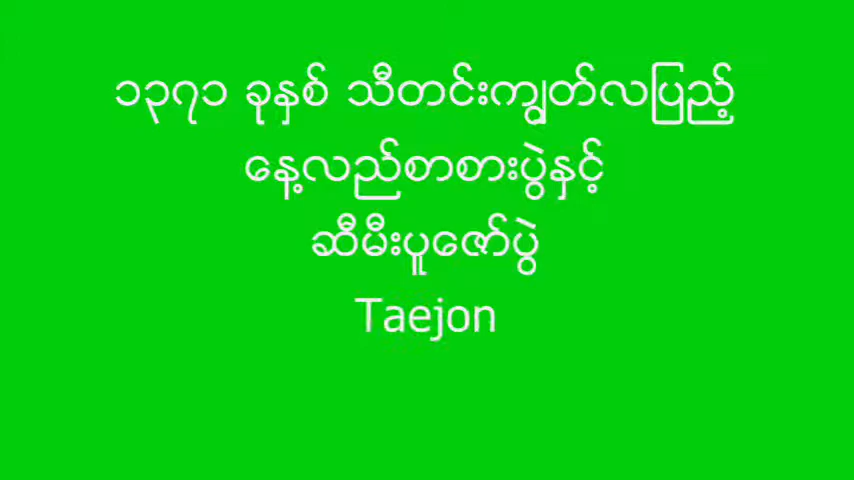 ၁၃၇၁ ခုနှစ် သီတင်းကျွတ်လပြည့်
နေ့လည်စာစားပွဲနှင့်
ဆီမီးပူဇော်ပွဲ
Taejon